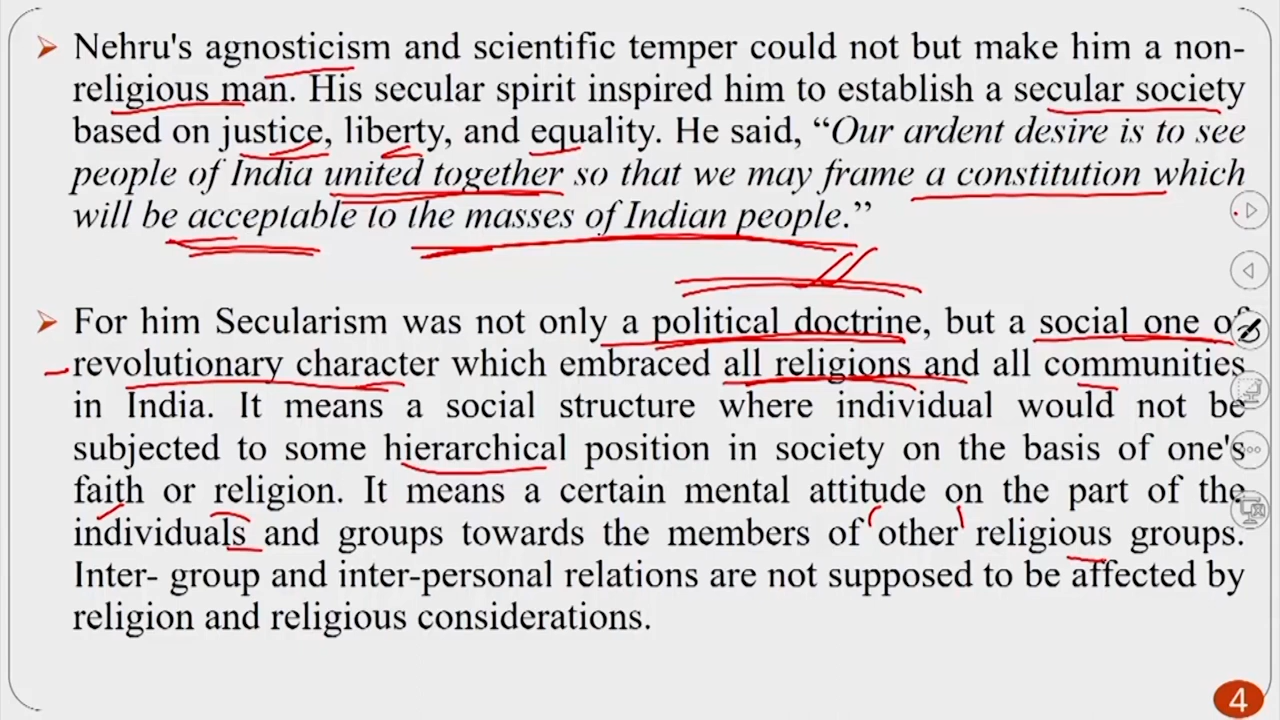 Nehru's agnosticism and scientific temper could not but make him a non-
religious man. His secular spirit inspired him to establish a secular society
based on justice, liberty, and equality. He said, “Our ardent desire is to see
people of India united together so that we may frame a constitution which
will be acceptable to the masses of Indian people.”
For him Secularism was not only a political doctrine, but a social one of
revolutionary character which embraced all religions and all communities
in India. It means a social structure where individual would not be
subjected to some hierarchical position in society on the basis of one's
faith or religion. It means a certain mental attitude on the part of the
individuals and groups towards the members of other religious groups.
Inter- group and inter-personal relations are not supposed to be affected by
religion and religious considerations.
4